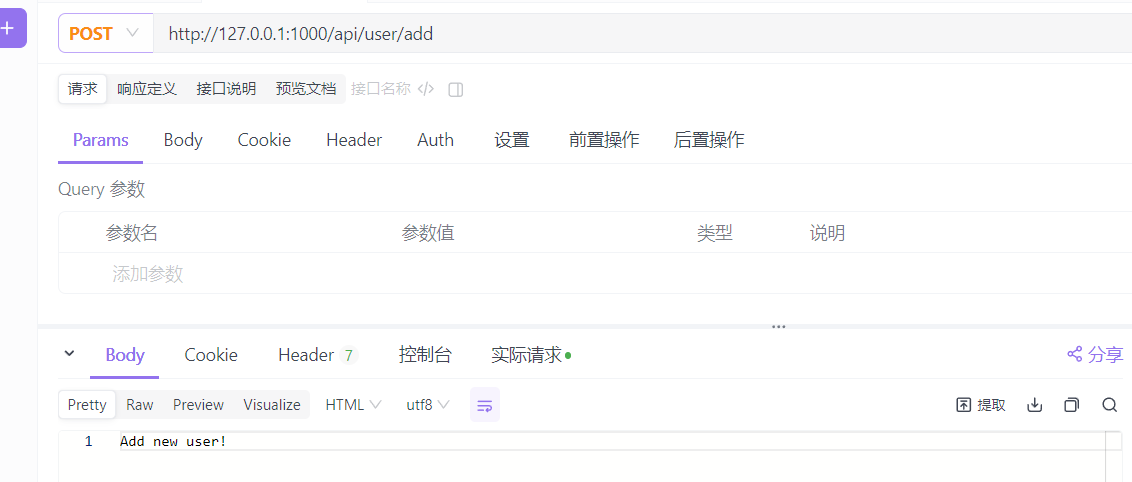 POST http://127.0.0.1:1000/api/user/add
请求 响应定义 接口说明 预览文档 接口名称
Params Body Cookie Header Auth 设置 前置操作 后置操作
Query 参数
参数名 参数值 类型 说明
添加参数
Body Cookie Header 7 控制台 实际请求 分享
Pretty Raw Preview Visualize HTML utf8 提取
1 Add new user!